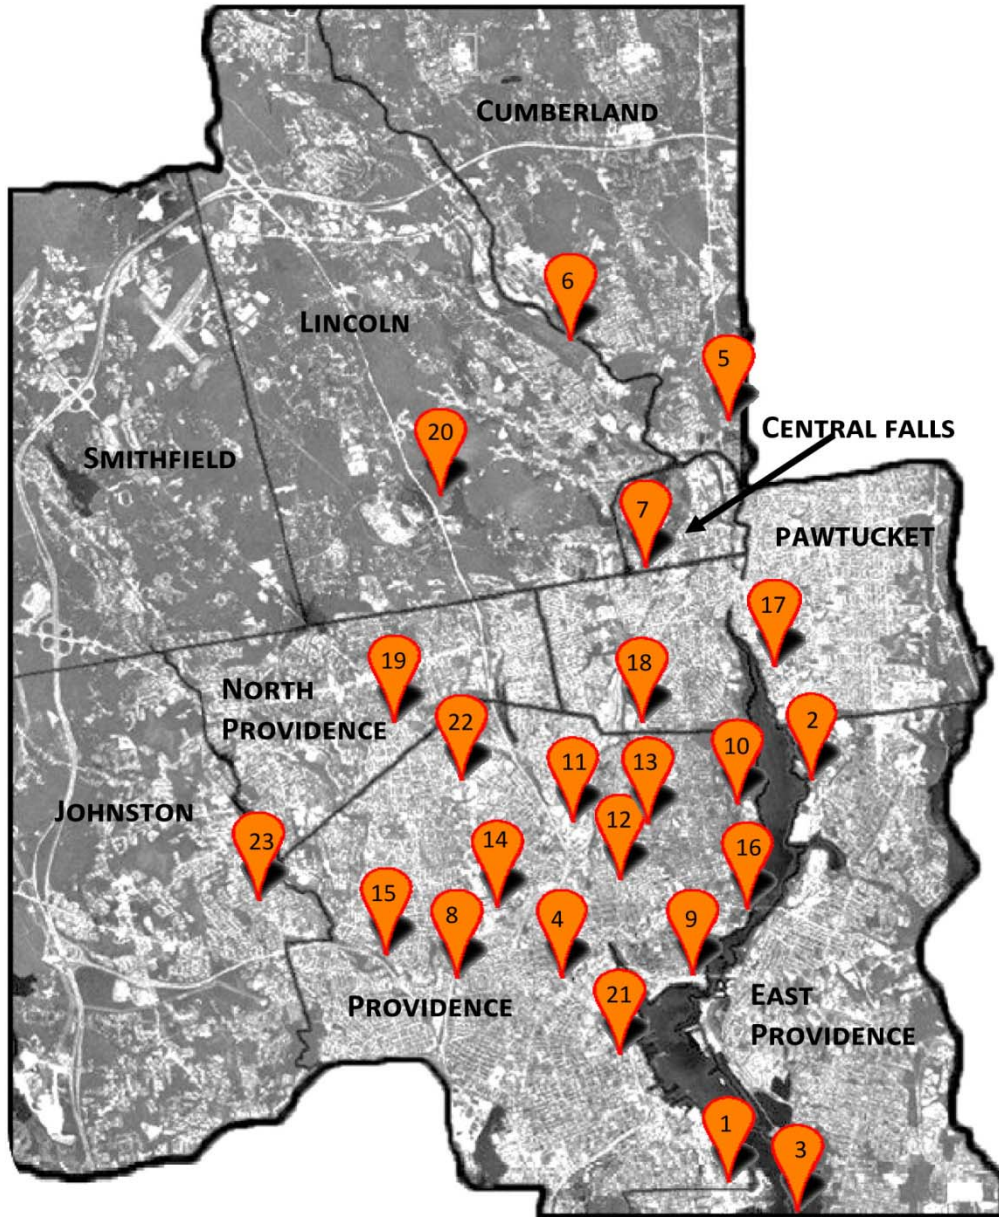 CUMBERLAND
6
LINCOLN
5
20
CENTRAL FALLS
SMITHFIELD
7
PAWTUCKET
17
19
18
NORTH
PROVIDENCE
22
2
11
13
10
JOHNSTON
12
23
14
16
15
8
4
9
21
PROVIDENCE
EAST
PROVIDENCE
1
3